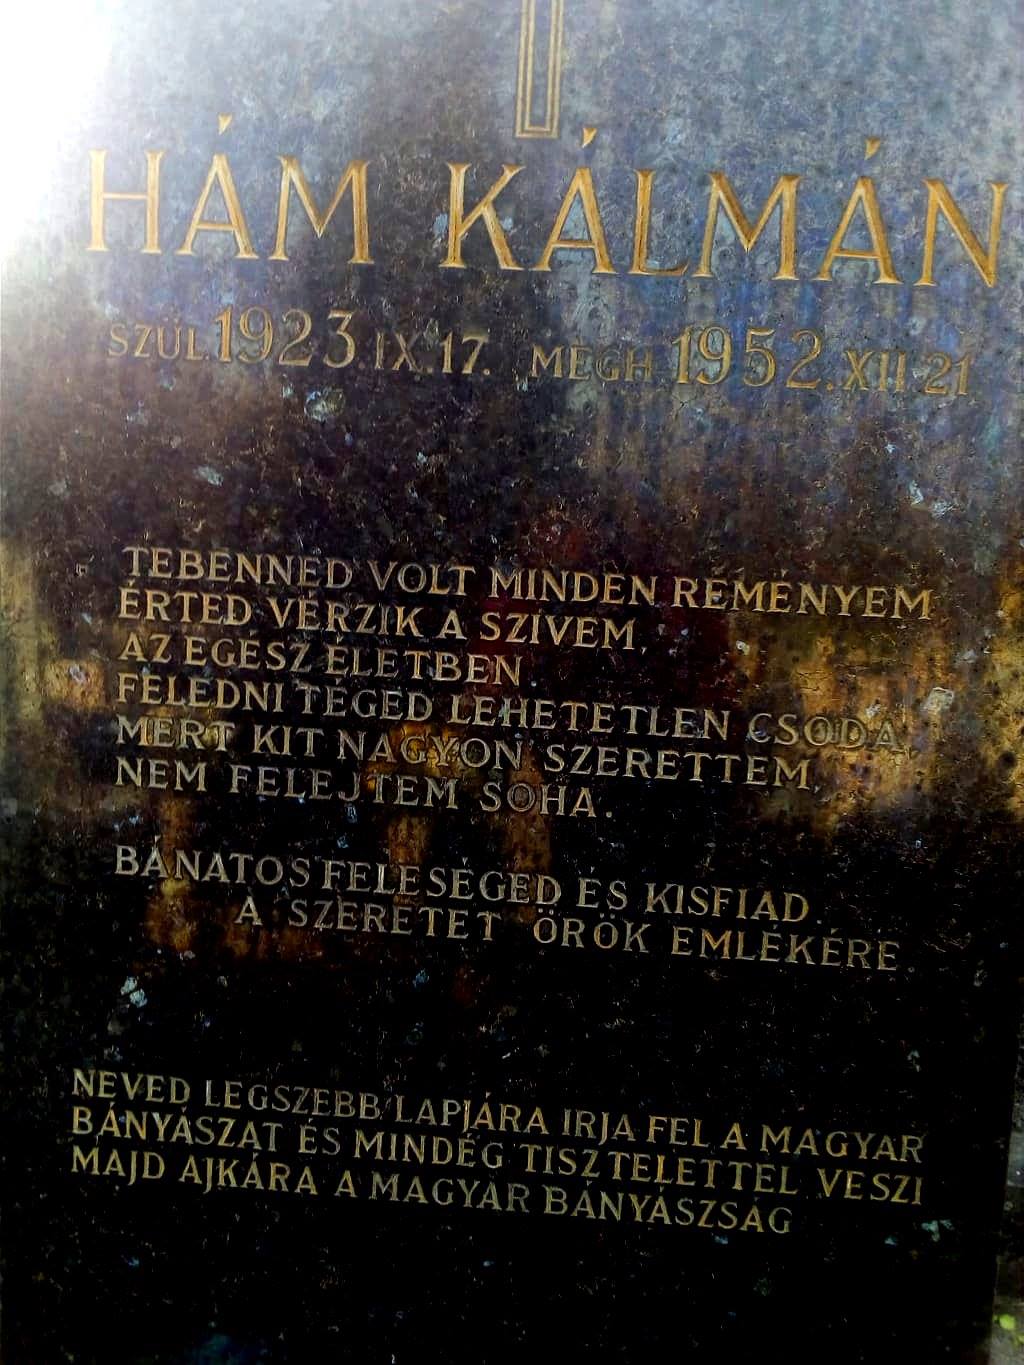 HÁM KÁLMÁN
SZÜL.1923.IX.17. MEGH 1952.XII 21
TEBENNED VOLT MINDEN REMÉNYEM
ÉRTED VÉRZIK A SZÍVEM,
AZ EGÉSZ ÉLETBEN
FELEDNI TÉGED LEHETETLEN CSODA,
MERT KIT NAGYON SZERETTEM,
NEM FELEJTEM SOHA.
BÁNATOS FELESÉGED ÉS KISFIAD.
A SZERETET ÖRÖK EMLÉKÉRE
NEVED LEGSZEBB LAPJÁRA IRJA FEL A MAGYAR
BÁNYÁSZAT ÉS MINDÉG TISZTELETTEL VESZI
MAJD AJKÁRA A MAGYAR BÁNYÁSZSÁG